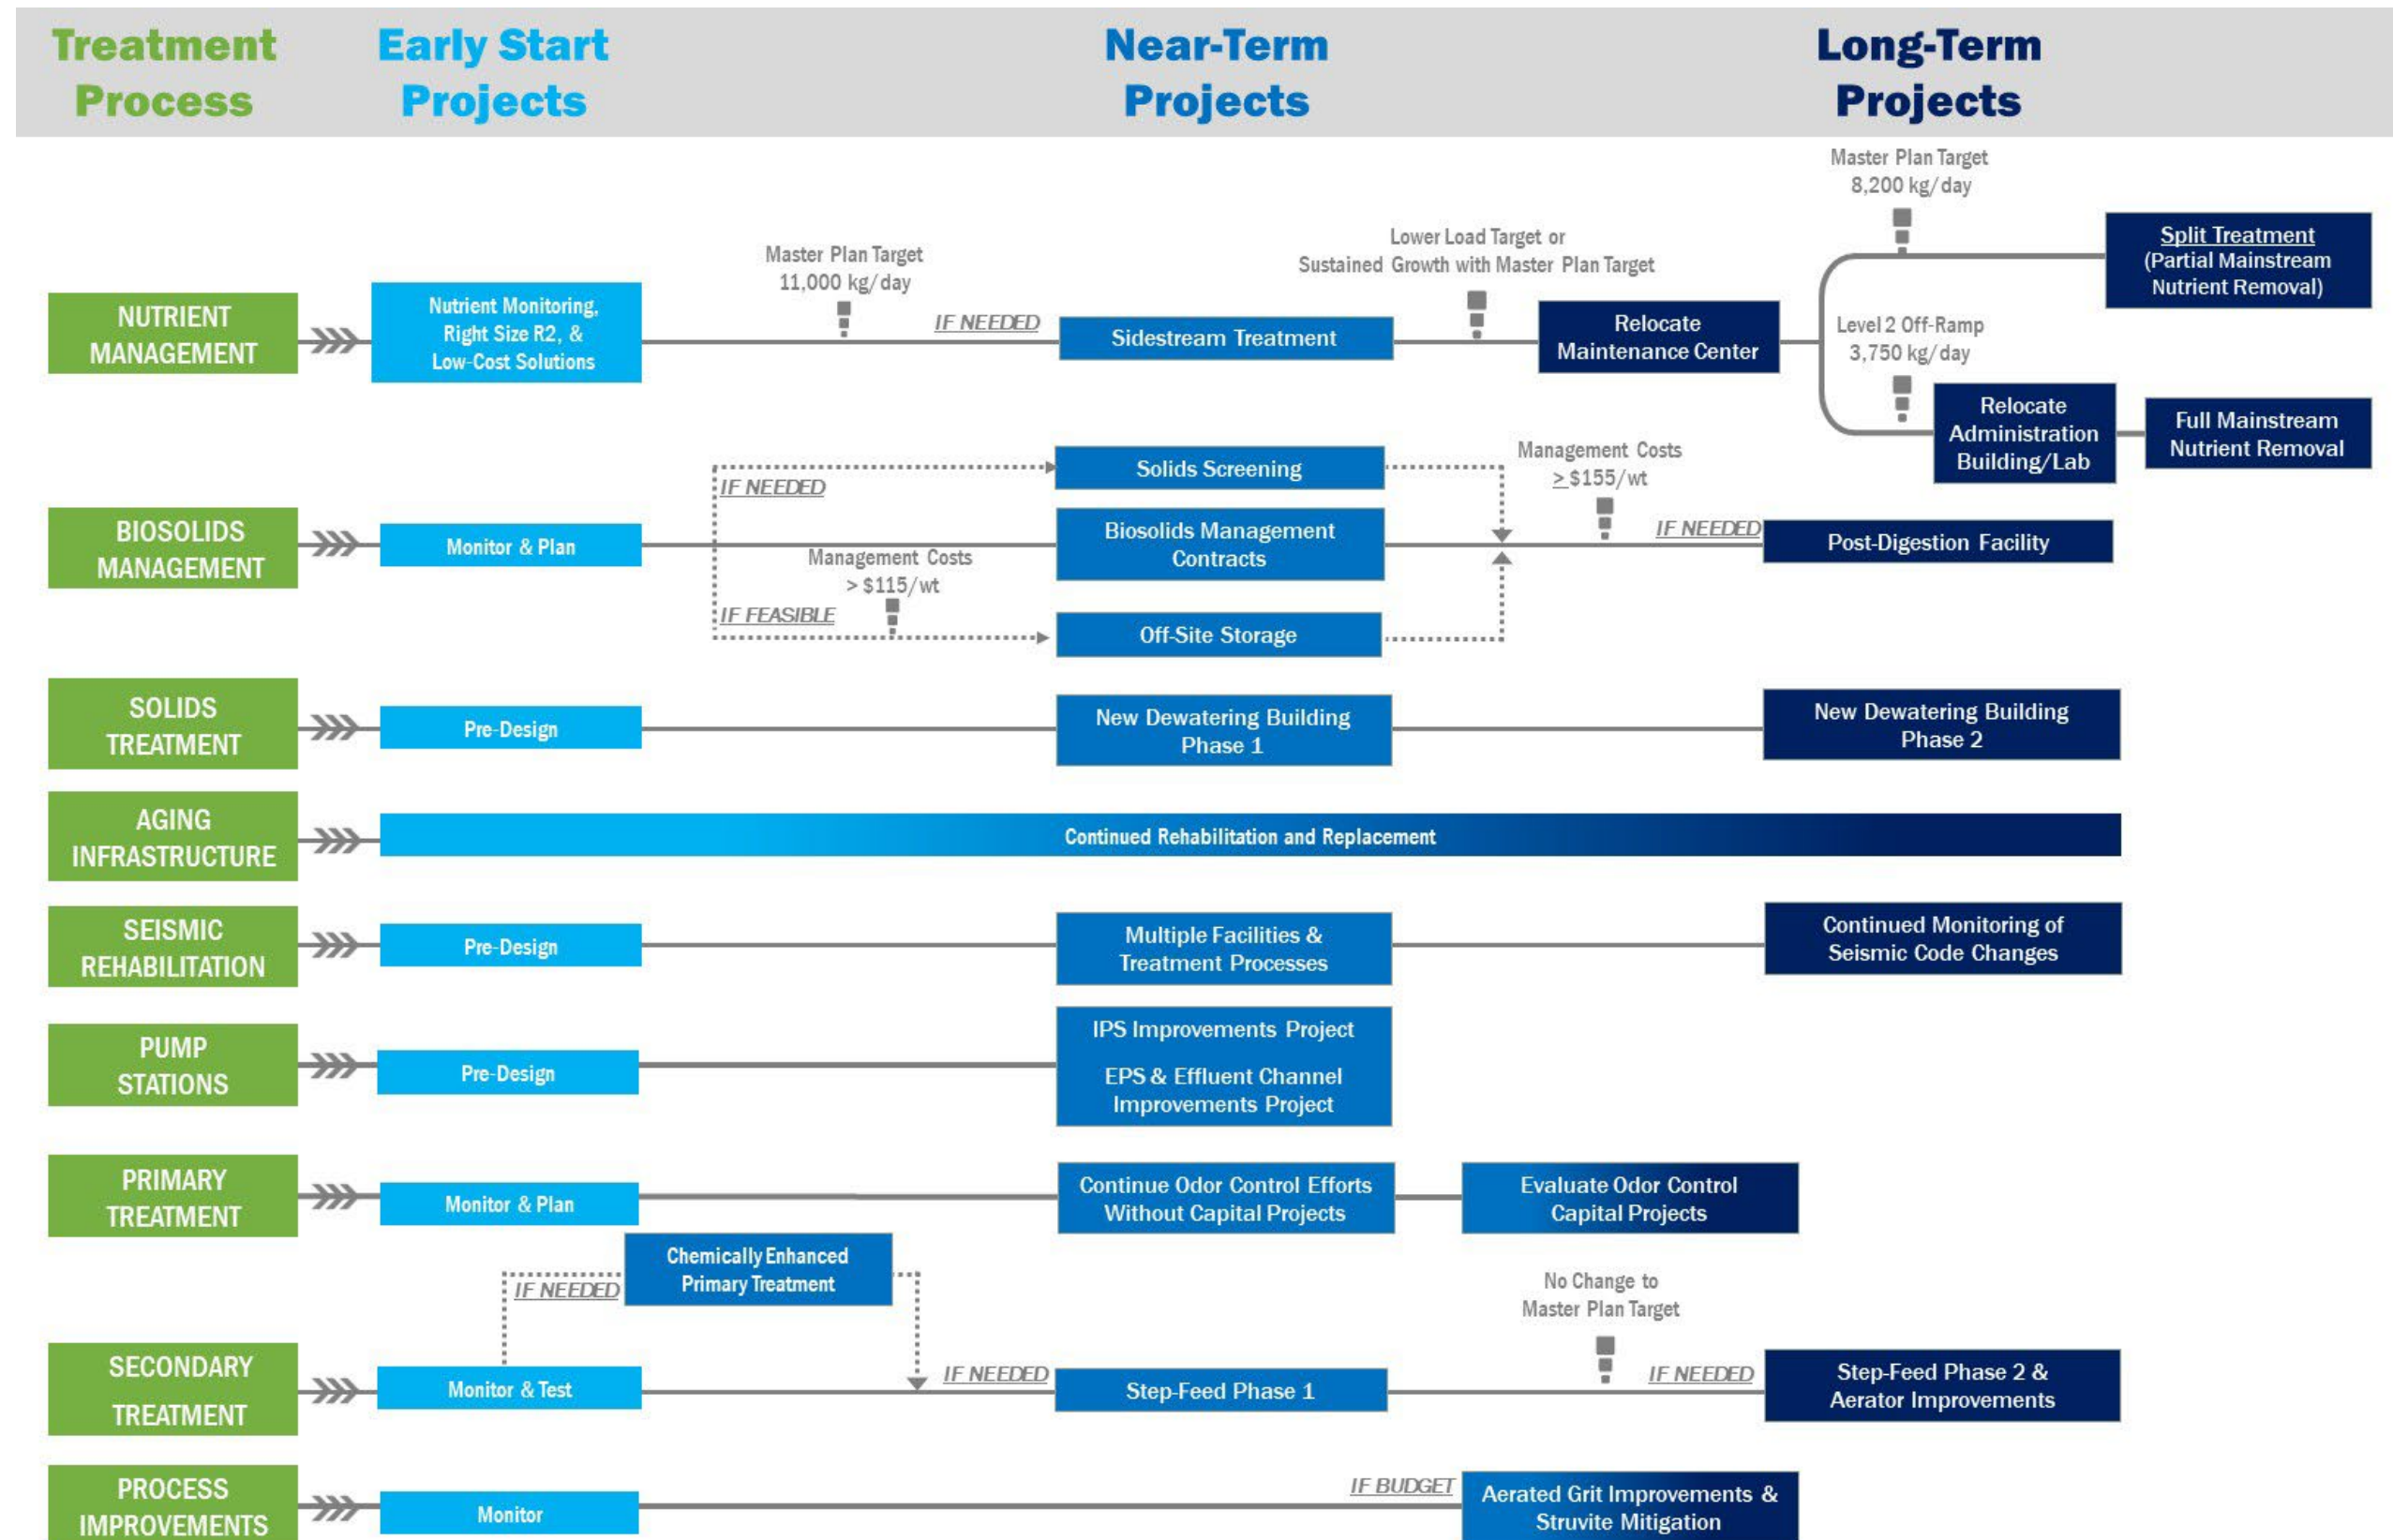 Treatment
Process
Early Start
Projects
Near-Term
Projects
Long-Term
Projects
NUTRIENT
MANAGEMENT
Nutrient Monitoring,
Right Size R2, &
Low-Cost Solutions
Master Plan Target
11,000 kg/day
IF NEEDED
Sidestream Treatment
Lower Load Target or
Sustained Growth with Master Plan Target
Relocate
Maintenance Center
Master Plan Target
8,200 kg/day
Split Treatment
(Partial Mainstream
Nutrient Removal)
Level 2 Off-Ramp
3,750 kg/day
Relocate
Administration
Building/Lab
Full Mainstream
Nutrient Removal
BIOSOLIDS
MANAGEMENT
Monitor & Plan
IF NEEDED
Solids Screening
Biosolids Management
Contracts
Management Costs
> $115/wt
IF FEASIBLE
Off-Site Storage
Management Costs
≥ $155/wt
IF NEEDED
Post-Digestion Facility
SOLIDS
TREATMENT
Pre-Design
New Dewatering Building
Phase 1
New Dewatering Building
Phase 2
AGING
INFRASTRUCTURE
Continued Rehabilitation and Replacement
SEISMIC
REHABILITATION
Pre-Design
Multiple Facilities &
Treatment Processes
Continued Monitoring of
Seismic Code Changes
PUMP
STATIONS
Pre-Design
IPS Improvements Project
EPS & Effluent Channel
Improvements Project
PRIMARY
TREATMENT
Monitor & Plan
Continue Odor Control Efforts
Without Capital Projects
Evaluate Odor Control
Capital Projects
SECONDARY
TREATMENT
Monitor & Test
IF NEEDED
Chemically Enhanced
Primary Treatment
IF NEEDED
Step-Feed Phase 1
No Change to
Master Plan Target
IF NEEDED
Step-Feed Phase 2 &
Aerator Improvements
PROCESS
IMPROVEMENTS
Monitor
IF BUDGET
Aerated Grit Improvements &
Struvite Mitigation